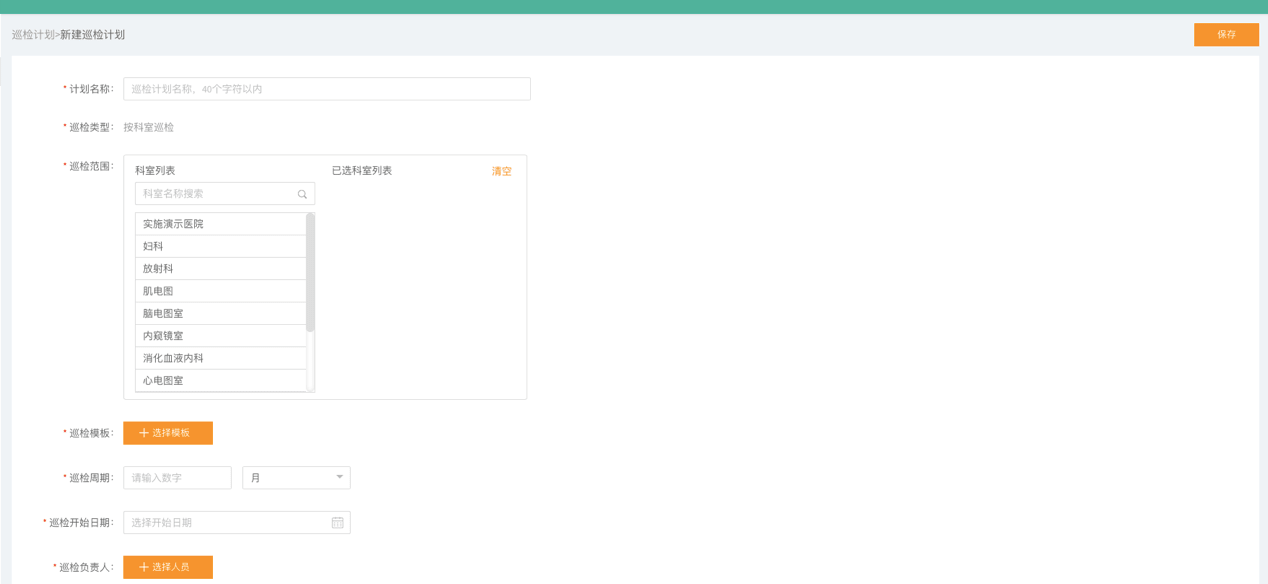 巡检计划>新建巡检计划
保存
* 计划名称: 巡检计划名称，40个字符以内
* 巡检类型: 按科室巡检
* 巡检范围: 科室列表 已选科室列表 清空
科室名称搜索
实施演示医院
妇科
放射科
肌电图
脑电图室
内窥镜室
消化血液内科
心电图室
* 巡检模板: + 选择模板
* 巡检周期: 请输入数字 月
* 巡检开始日期: 选择开始日期
* 巡检负责人: + 选择人员